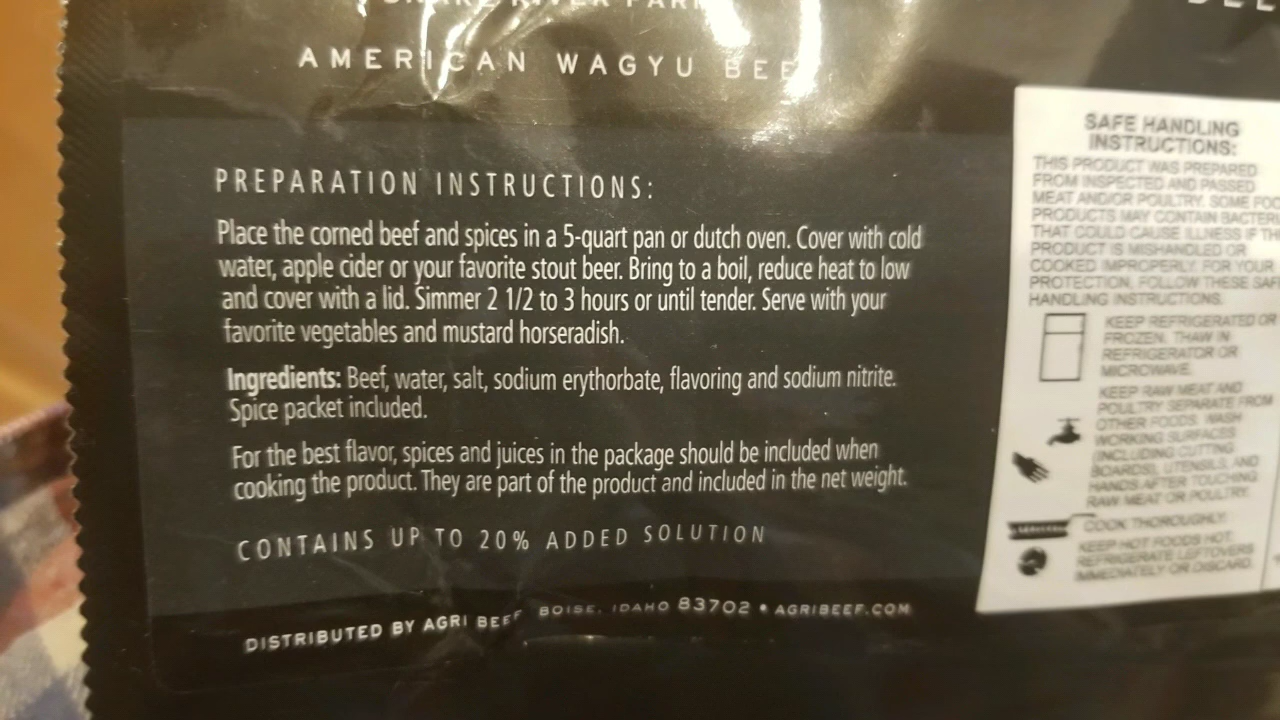 SNAKE RIVER FARMS
AMERICAN WAGYU BEEF
PREPARATION INSTRUCTIONS:
Place the corned beef and spices in a 5-quart pan or dutch oven. Cover with cold
water, apple cider or your favorite stout beer. Bring to a boil, reduce heat to low
and cover with a lid. Simmer 2 1/2 to 3 hours or until tender. Serve with your
favorite vegetables and mustard horseradish.
Ingredients: Beef, water, salt, sodium erythorbate, flavoring and sodium nitrite.
Spice packet included.
For the best flavor, spices and juices in the package should be included when
cooking the product. They are part of the product and included in the net weight.
CONTAINS UP TO 20% ADDED SOLUTION
DISTRIBUTED BY AGRI BEEF BOISE, IDAHO 83702 • AGRIBEEF.COM
SAFE HANDLING
INSTRUCTIONS:
THIS PRODUCT WAS PREPARED
FROM INSPECTED AND PASSED
MEAT AND/OR POULTRY. SOME FOO
PRODUCTS MAY CONTAIN BACTER
THAT COULD CAUSE ILLNESS IF TH
PRODUCT IS MISHANDLED OR
COOKED IMPROPERLY. FOR YOUR
PROTECTION, FOLLOW THESE SAF
HANDLING INSTRUCTIONS.
KEEP REFRIGERATED OR
FROZEN. THAW IN
REFRIGERATOR OR
MICROWAVE.
KEEP RAW MEAT AND
POULTRY SEPARATE FROM
OTHER FOODS. WASH
WORKING SURFACES
(INCLUDING CUTTING
BOARDS), UTENSILS, AND
HANDS AFTER TOUCHING
RAW MEAT OR POULTRY.
COOK THOROUGHLY.
KEEP HOT FOODS HOT.
REFRIGERATE LEFTOVERS
IMMEDIATELY OR DISCARD.